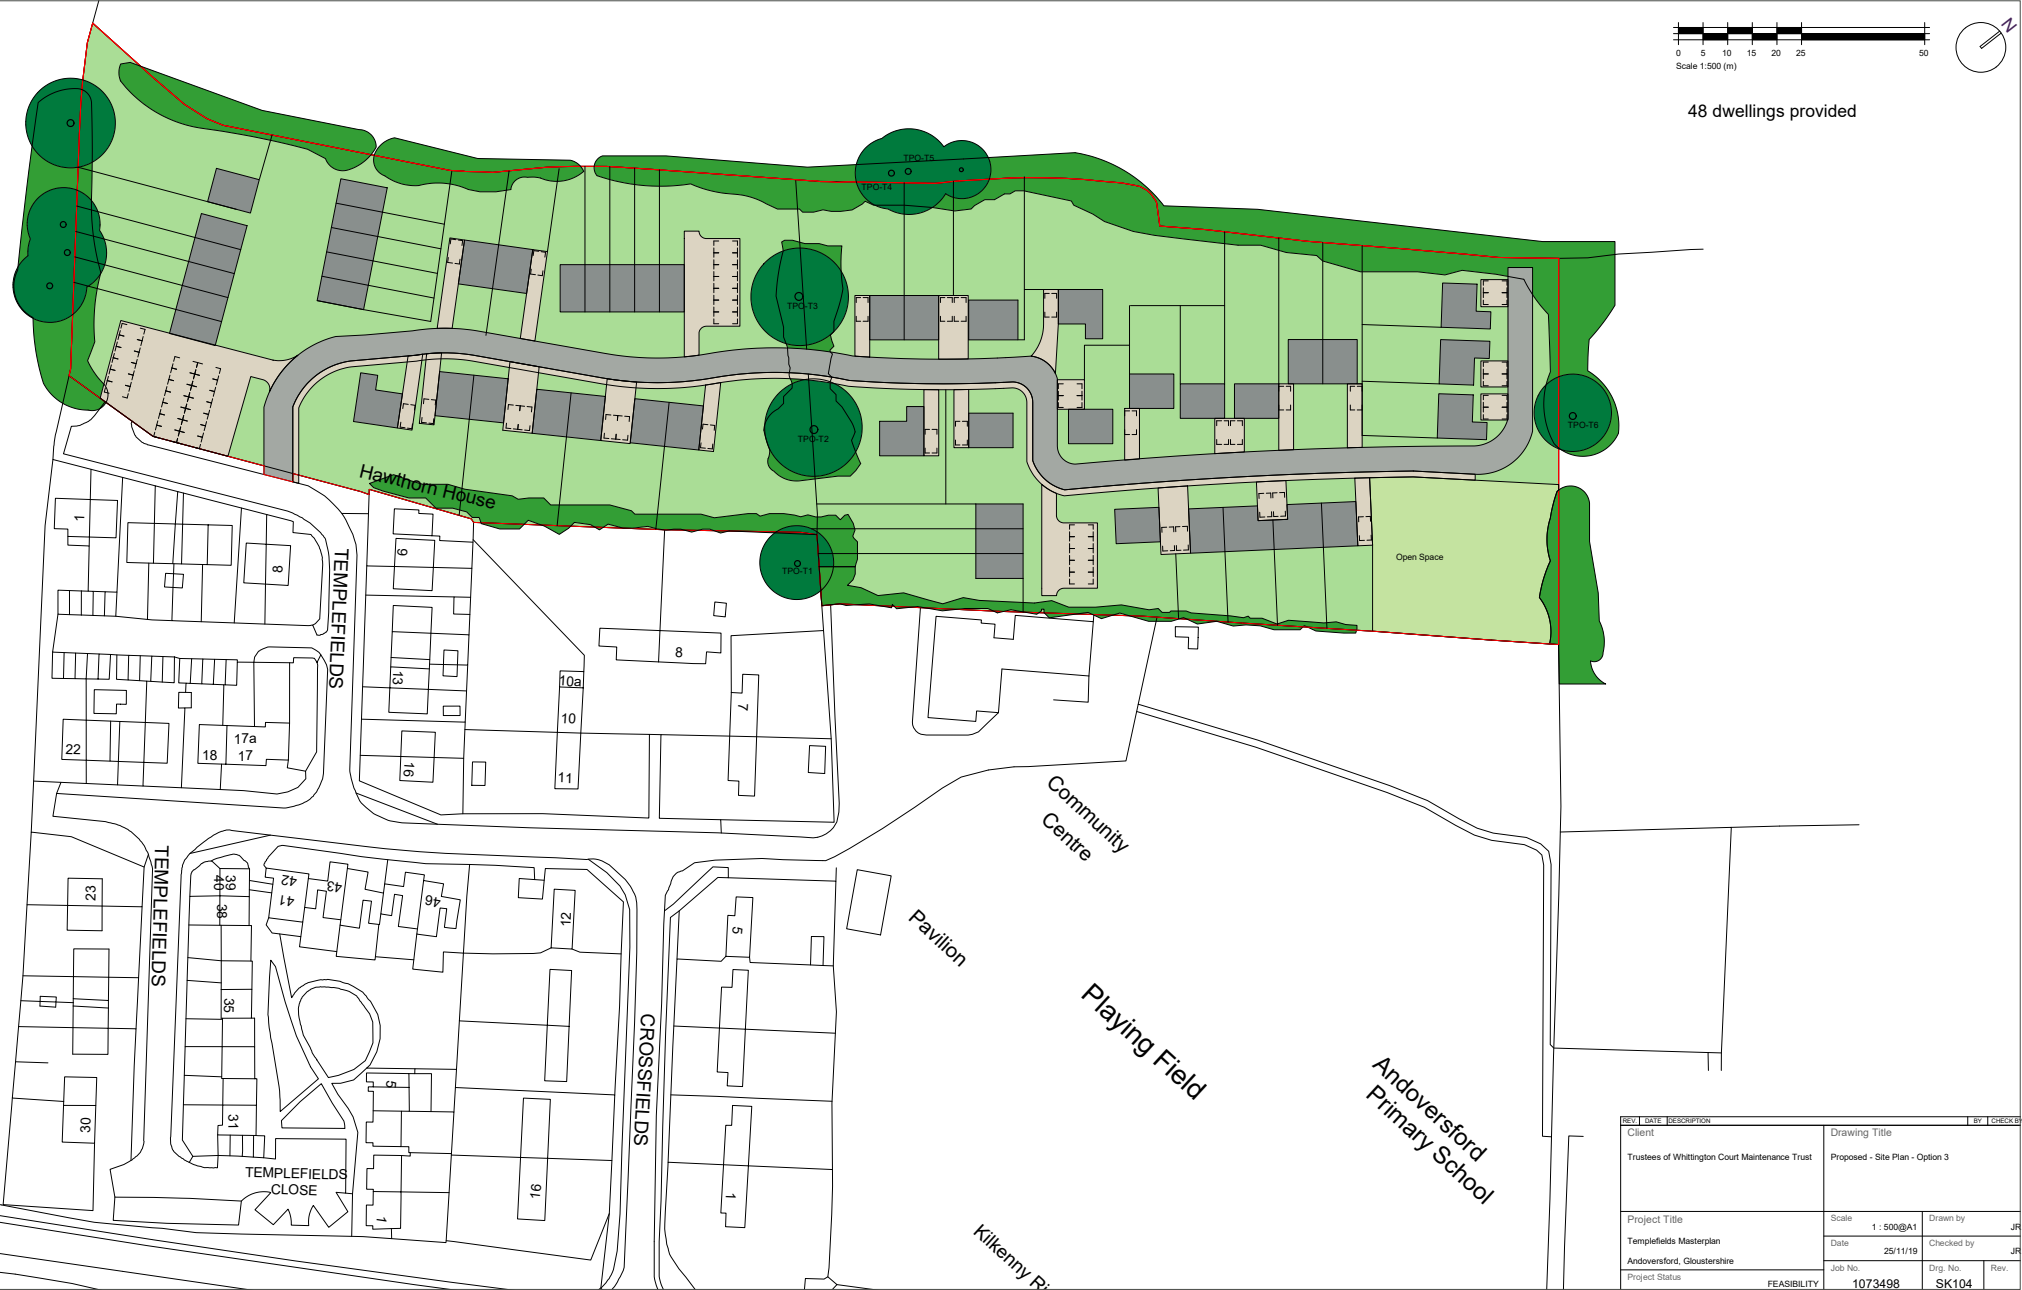 N
0 5 10 15 20 25 50
Scale 1:500 (m)
48 dwellings provided
TPO-T5
TPO-T4
TPO-T3
TPO-T2
TPO-T6
TPO-T1
Open Space
Hawthorn House
1
8
TEMPLEFIELDS
9
13
16
10a
10
11
8
7
22
18
17a
17
Community
Centre
TEMPLEFIELDS
23
30
39
40
38
35
31
42
41
43
46
12
16
5
1
TEMPLEFIELDS
CLOSE
CROSSFIELDS
5
1
Pavilion
Playing Field
Andoversford
Primary School
REV. DATE DESCRIPTION BY CHECK BY
Client
Trustees of Whittington Court Maintenance Trust
Drawing Title
Proposed - Site Plan - Option 3
Project Title
Templefields Masterplan
Andoversford, Gloustershire
Scale
1 : 500@A1
Drawn by
JR
Date
25/11/19
Checked by
JR
Project Status
FEASIBILITY
Job No.
1073498
Drg. No.
SK104
Rev.